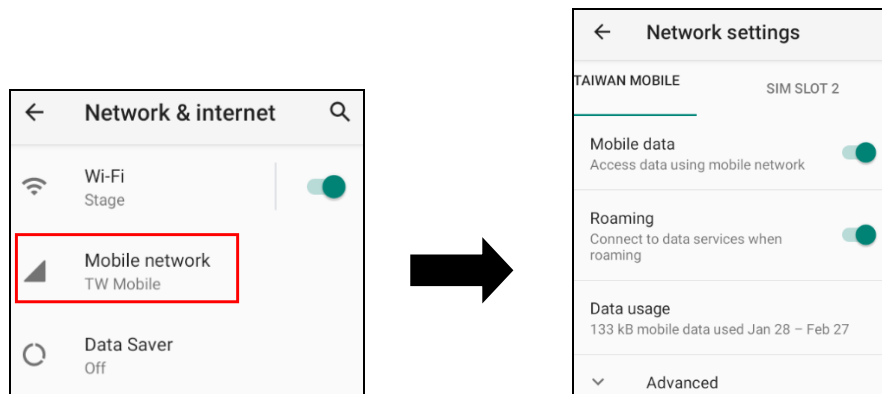 Network & internet
Wi-Fi
Stage
Mobile network
TW Mobile
Data Saver
Off
Network settings
TAIWAN MOBILE
SIM SLOT 2
Mobile data
Access data using mobile network
Roaming
Connect to data services when
roaming
Data usage
133 kB mobile data used Jan 28 – Feb 27
Advanced